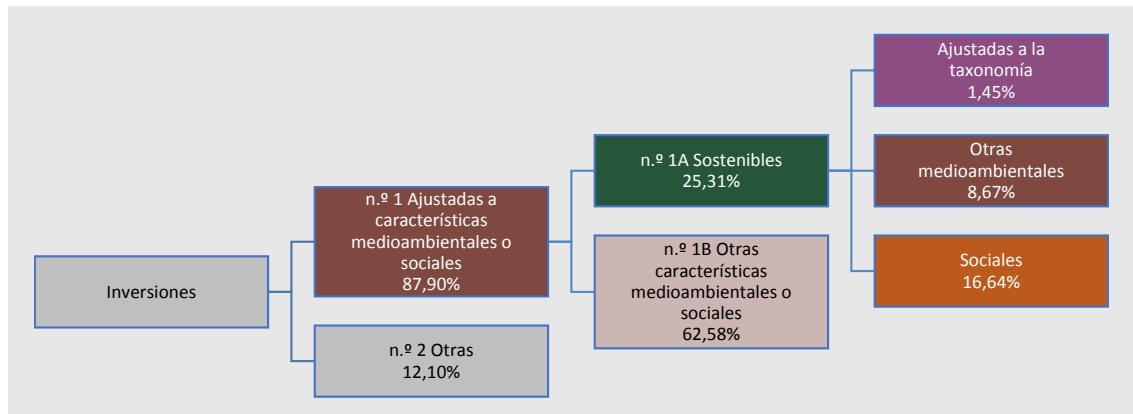 Inversiones
n.º 1 Ajustadas a
características
medioambientales o
sociales
87,90%
n.º 2 Otras
12,10%
n.º 1A Sostenibles
25,31%
n.º 1B Otras
características
medioambientales o
sociales
62,58%
Ajustadas a la
taxonomía
1,45%
Otras
medioambientales
8,67%
Sociales
16,64%